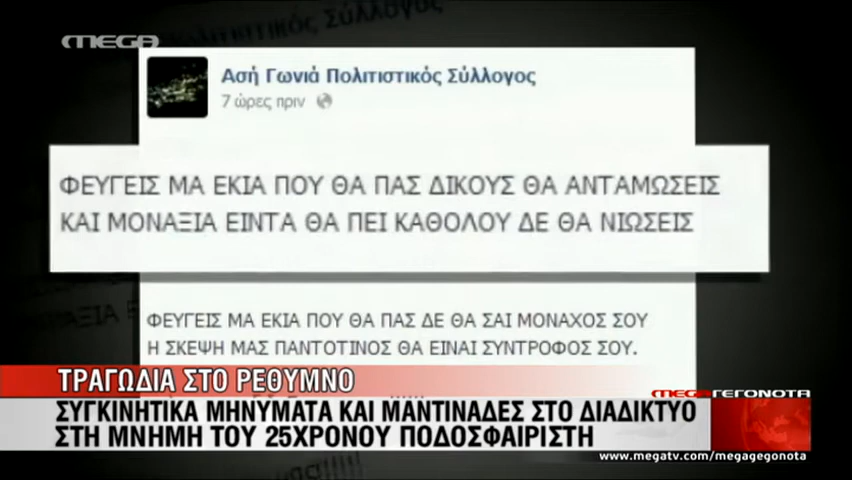 MEGA
Ασή Γωνιά Πολιτιστικός Σύλλογος
7 ώρες πριν
ΦΕΥΓΕΙΣ ΜΑ ΕΚΙΑ ΠΟΥ ΘΑ ΠΑΣ ΔΙΚΟΥΣ ΘΑ ΑΝΤΑΜΩΣΕΙΣ
ΚΑΙ ΜΟΝΑΞΙΑ ΕΙΝΤΑ ΘΑ ΠΕΙ ΚΑΘΟΛΟΥ ΔΕ ΘΑ ΝΙΩΣΕΙΣ
ΦΕΥΓΕΙΣ ΜΑ ΕΚΙΑ ΠΟΥ ΘΑ ΠΑΣ ΔΕ ΘΑ ΣΑΙ ΜΟΝΑΧΟΣ ΣΟΥ
Η ΣΚΕΨΗ ΜΑΣ ΠΑΝΤΟΤΙΝΟΣ ΘΑ ΕΙΝΑΙ ΣΥΝΤΡΟΦΟΣ ΣΟΥ.
ΤΡΑΓΩΔΙΑ ΣΤΟ ΡΕΘΥΜΝΟ
MEGA ΓΕΓΟΝΟΤΑ
ΣΥΓΚΙΝΗΤΙΚΑ ΜΗΝΥΜΑΤΑ ΚΑΙ ΜΑΝΤΙΝΑΔΕΣ ΣΤΟ ΔΙΑΔΙΚΤΥΟ
ΣΤΗ ΜΝΗΜΗ ΤΟΥ 25ΧΡΟΝΟΥ ΠΟΔΟΣΦΑΙΡΙΣΤΗ
www.megatv.com/megagegonota